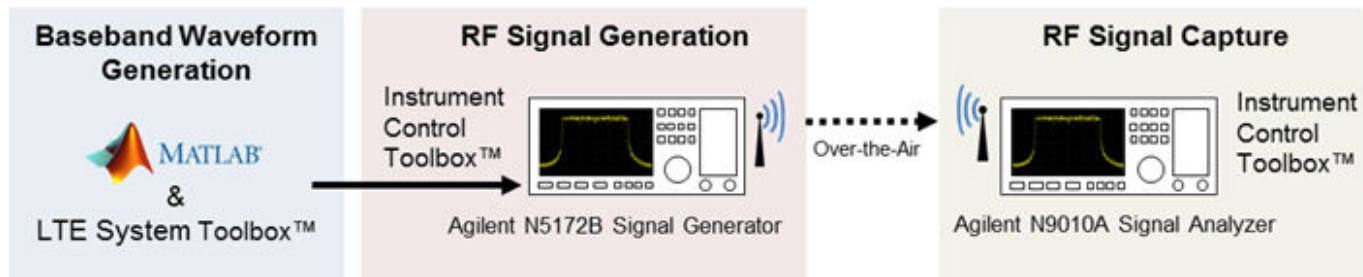 Baseband Waveform
Generation
MATLAB®
&
LTE System Toolbox™
RF Signal Generation
Instrument
Control
Toolbox™
Agilent N5172B Signal Generator
Over-the-Air
RF Signal Capture
Instrument
Control
Toolbox™
Agilent N9010A Signal Analyzer